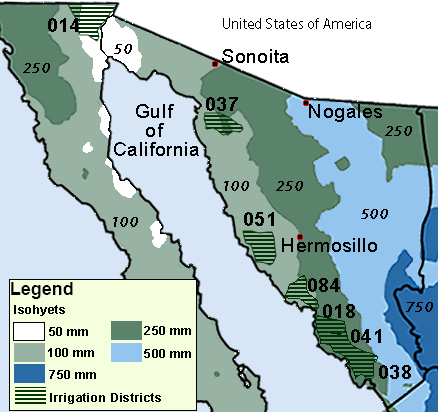 014
United States of America
50
Sonoita
250
037
Nogales
Gulf
of
California
250
100
250
500
051
100
Hermosillo
084
750
018
041
038
Legend
Isohyets
50 mm
250 mm
100 mm
500 mm
750 mm
Irrigation Districts